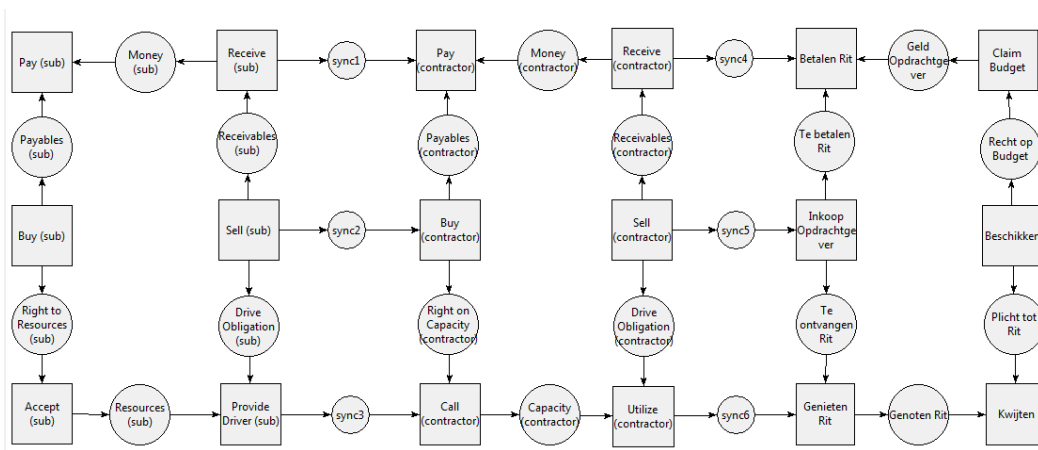 Pay (sub)
Money
(sub)
Receive
(sub)
sync1
Pay
(contractor)
Money
(contractor)
Receive
(contractor)
sync4
Betalen Rit
Geld
Opdrachtge
ver
Claim
Budget
Payables
(sub)
Receivables
(sub)
Payables
(contractor)
Receivables
(contractor)
Te betalen
Rit
Recht op
Budget
Buy (sub)
Sell (sub)
sync2
Buy
(contractor)
Sell
(contractor)
sync5
Inkoop
Opdrachtge
ver
Beschikken
Right to
Resources
(sub)
Drive
Obligation
(sub)
Right on
Capacity
(contractor)
Drive
Obligation
(contractor)
Te
ontvangen
Rit
Plicht tot
Rit
Accept
(sub)
Resources
(sub)
Provide
Driver (sub)
sync3
Call
(contractor)
Capacity
(contractor)
Utilize
(contractor)
sync6
Genieten
Rit
Genoten Rit
Kwijten